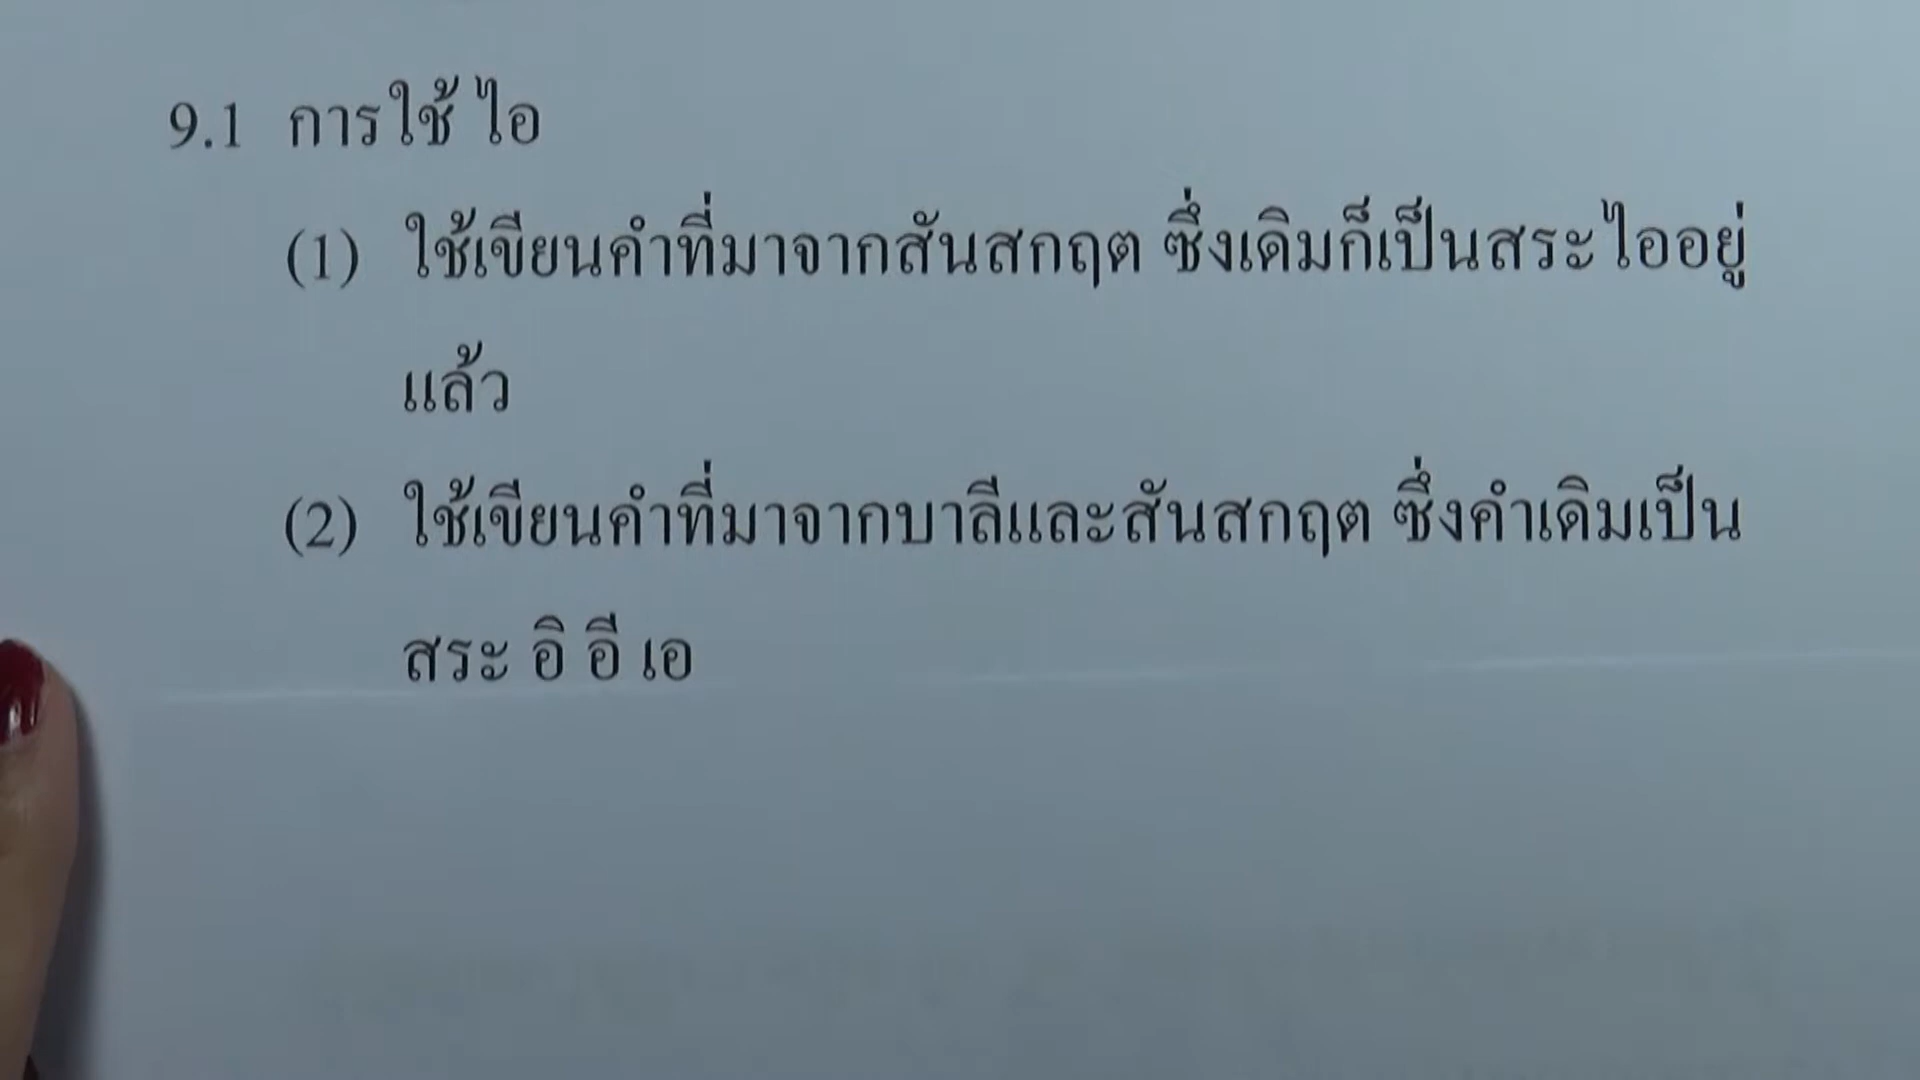 9.1 การใช้ ไอ
(1) ใช้เขียนคำที่มาจากสันสกฤต ซึ่งเดิมก็เป็นสระไออยู่
แล้ว
(2) ใช้เขียนคำที่มาจากบาลีและสันสกฤต ซึ่งคำเดิมเป็น
สระ อิ อี เอ